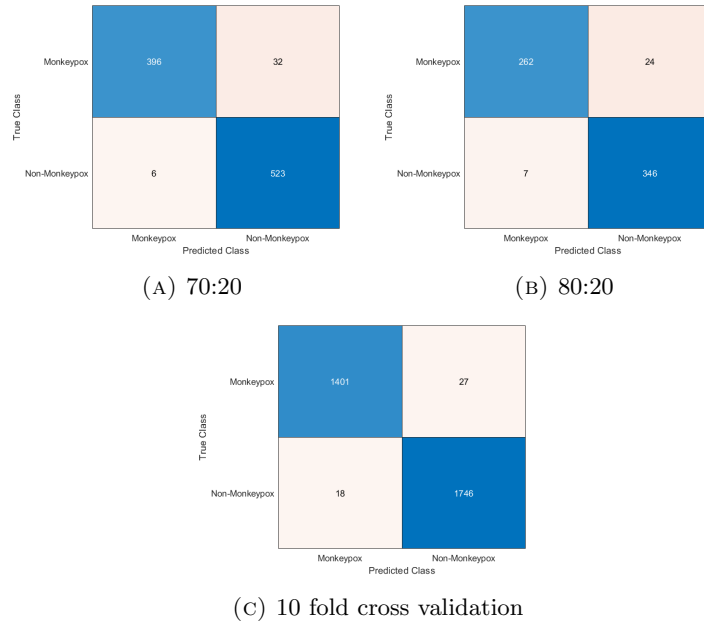 True Class
Monkeypox
396
32
Non-Monkeypox
6
523
Monkeypox
Non-Monkeypox
Predicted Class
(A) 70:20
True Class
Monkeypox
262
24
Non-Monkeypox
7
346
Monkeypox
Non-Monkeypox
Predicted Class
(B) 80:20
True Class
Monkeypox
1401
27
Non-Monkeypox
18
1746
Monkeypox
Non-Monkeypox
Predicted Class
(C) 10 fold cross validation